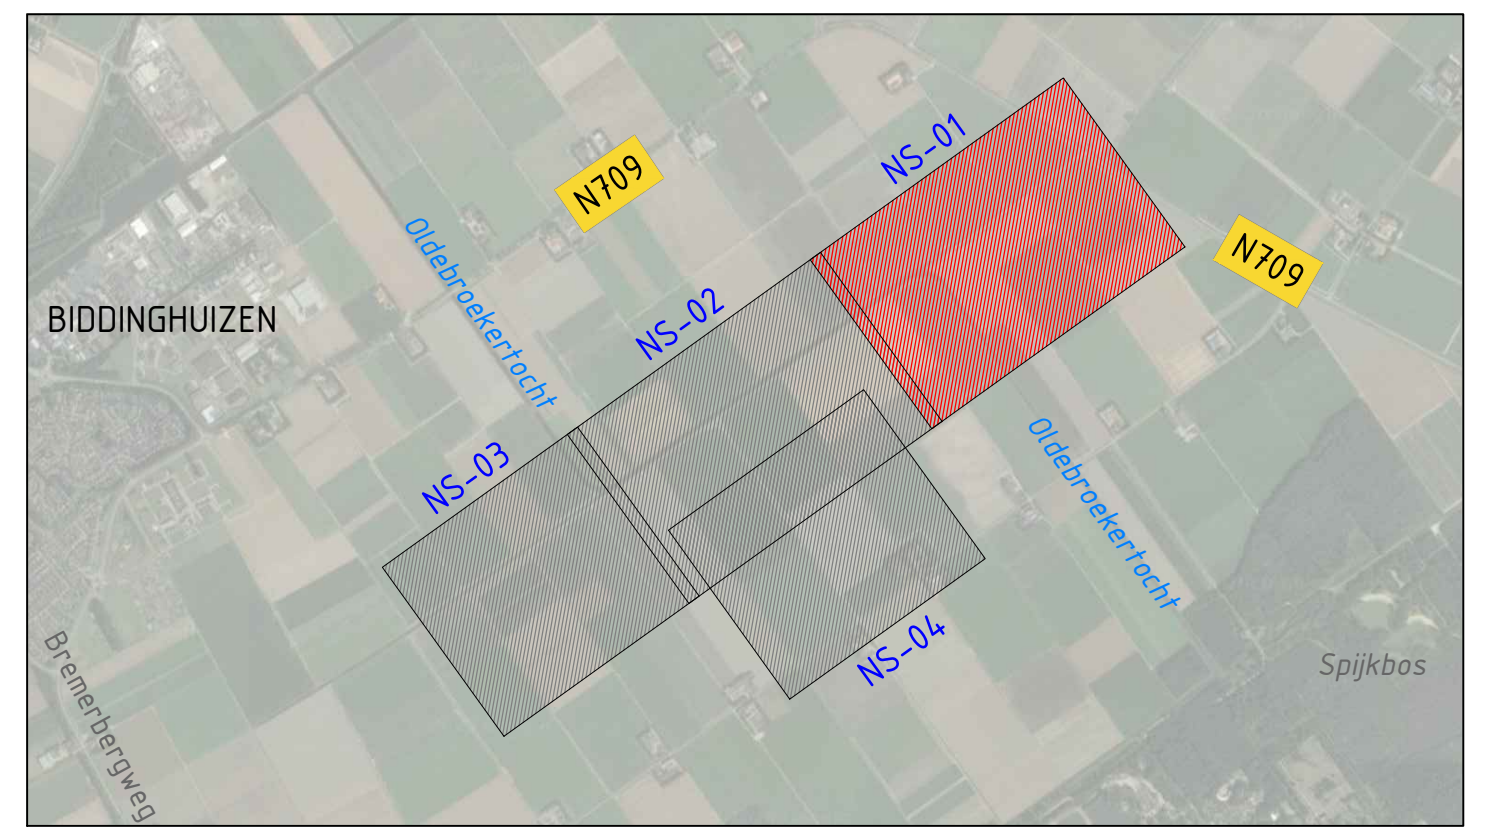 NS-01
N709
N709
Oldebroekertocht
NS-02
BIDDINGHUIZEN
NS-03
Oldebroekertocht
NS-04
Spijkbos
Bremerbergweg